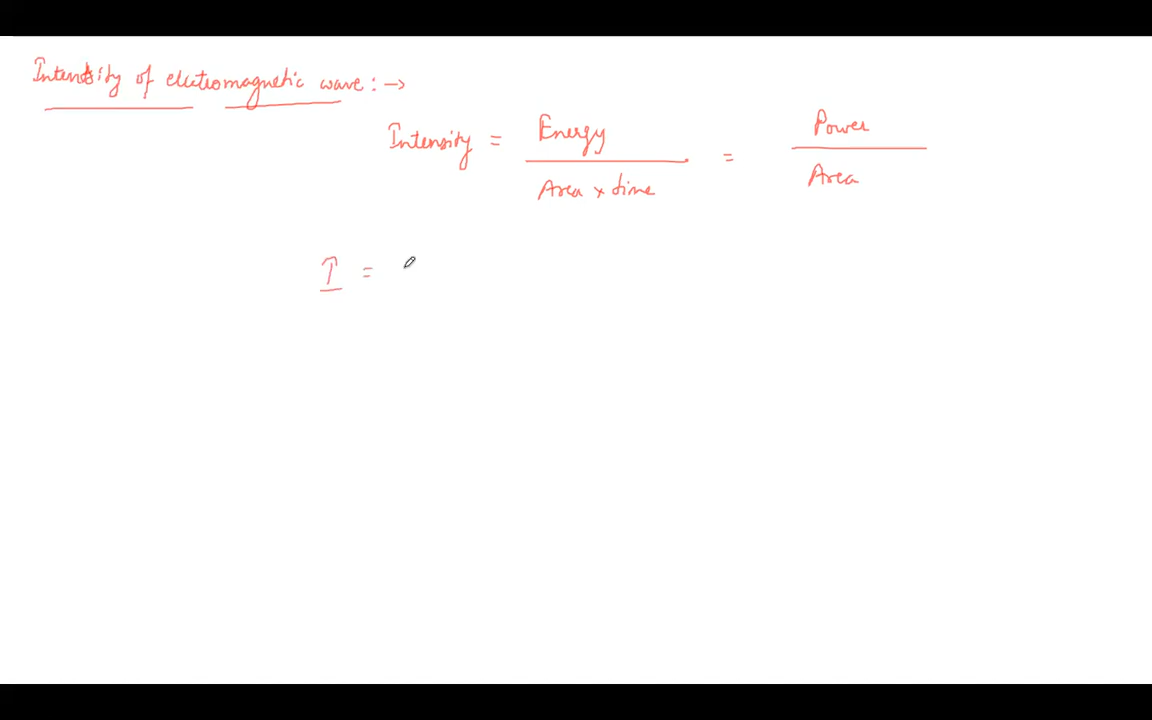 Intensity of electromagnetic wave : →
Intensity = Energy / Area × time = Power / Area
I =